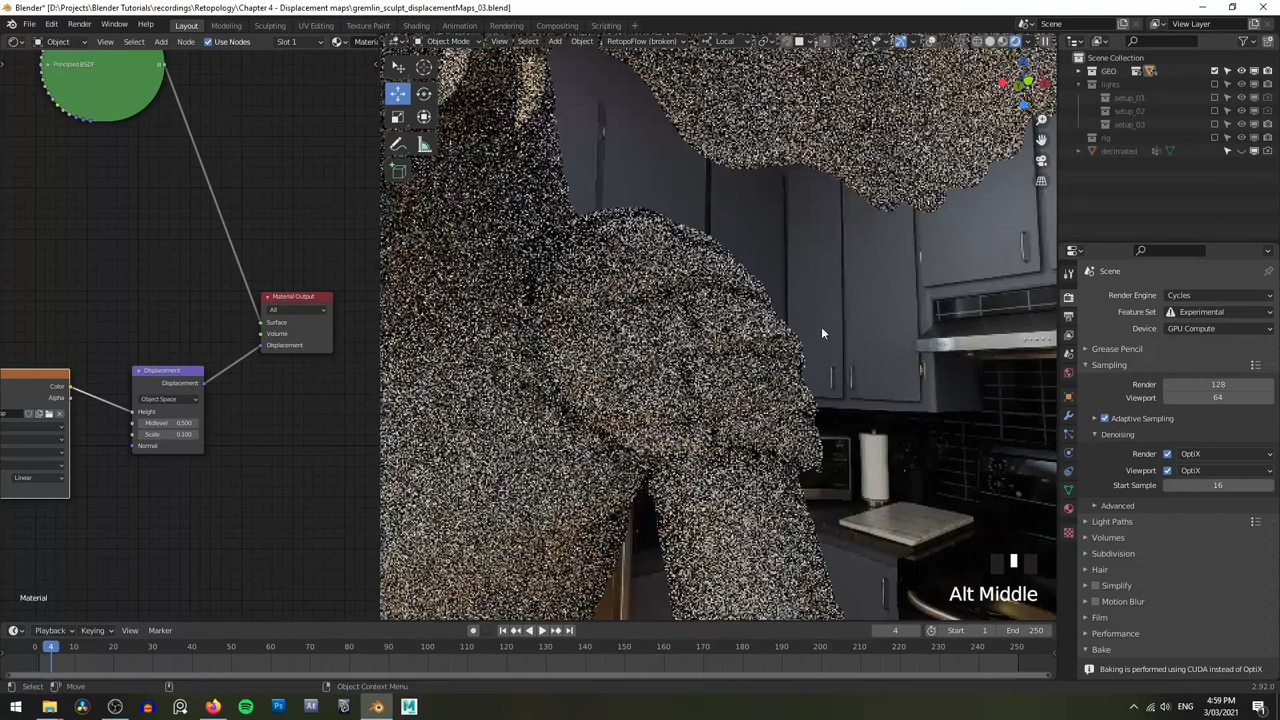 Blender* [D:\Projects\Blender Tutorials\recordings\Retopology\Chapter 4 - Displacement maps\gremlin_sculpt_displacementMaps_03.blend]
File Edit Render Window Help Layout Modeling Sculpting UV Editing Texture Paint Shading Animation Rendering Compositing Scripting Scene View Layer
Object View Select Add Node Use Nodes Slot 1 Materi
Object Mode View Select Add Object RetopoFlow (broken) Local
Principled BSDF
Scene Collection
GEO
lights
setup_01
setup_02
setup_03
rig
decimated
Material Output
All
Surface
Volume
Displacement
Displacement
Displacement
Object Space
Height
Midlevel 0.500
Scale 0.100
Normal
Color
Alpha
Linear
Material
Scene
Render Engine Cycles
Feature Set Experimental
Device GPU Compute
Grease Pencil
Sampling
Render 128
Viewport 64
Adaptive Sampling
Denoising
Render OptiX
Viewport OptiX
Start Sample 16
Advanced
Light Paths
Volumes
Subdivision
Hair
Simplify
Motion Blur
Film
Performance
Bake
Baking is performed using CUDA instead of OptiX
Alt Middle
Playback Keying View Marker 4 Start 1 End 250
0 4 10 20 30 40 50 60 70 80 90 100 110 120 130 140 150 160 170 180 190 200 210 220 230 240 250
Select Move Object Context Menu 2.92.0
ENG 4:59 PM
3/03/2021